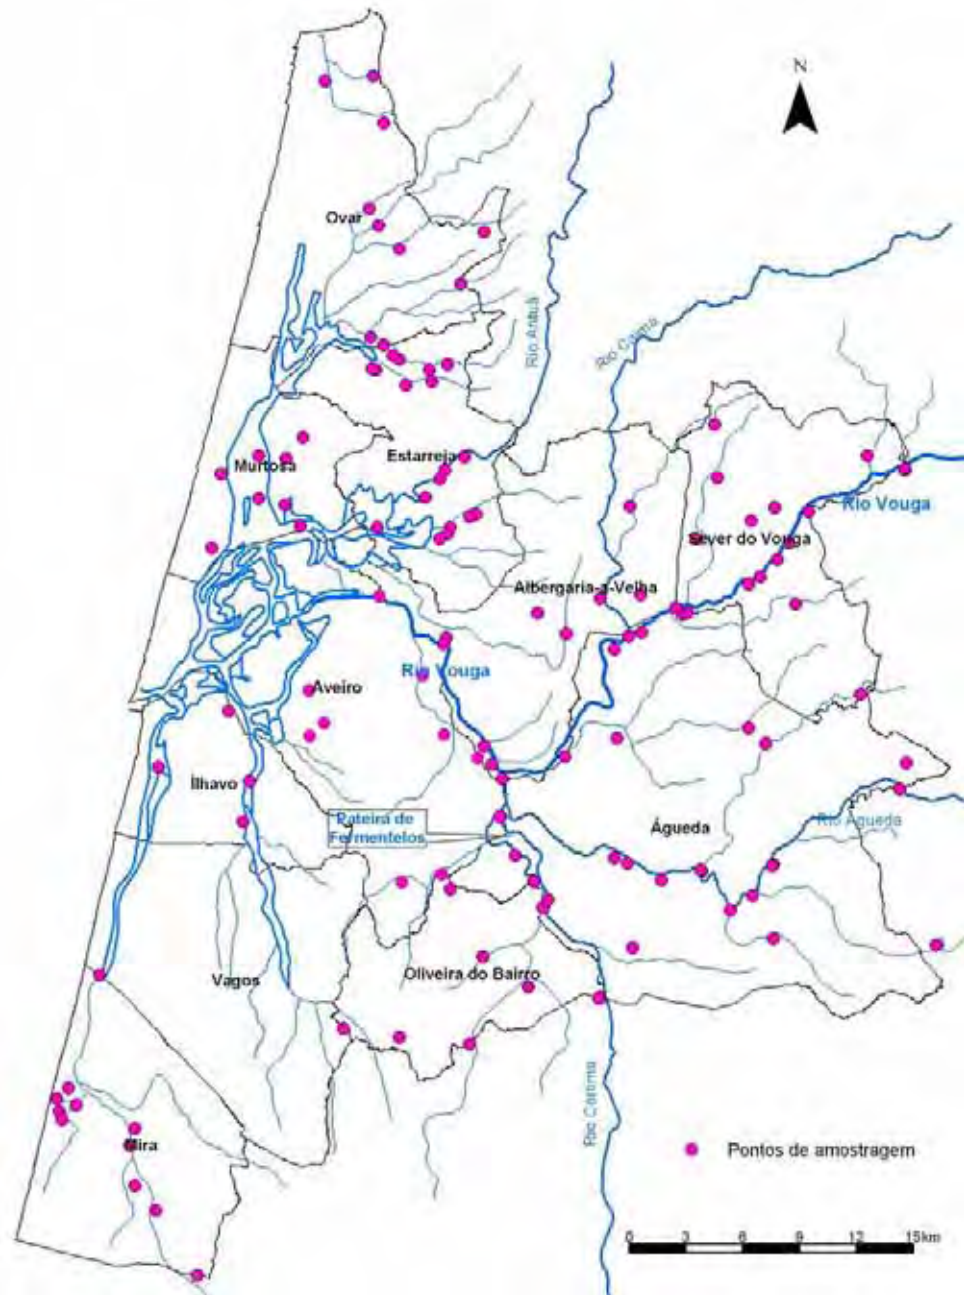 N
Ovar
Rio Antuã
Rio Caima
Estarreja
Murtosa
Rio Vouga
Sever do Vouga
Albergaria-a-Velha
Rio Vouga
Aveiro
Ílhavo
Pateira de
Fermentelos
Águeda
Rio Águeda
Vagos
Oliveira do Bairro
Rio Cértima
Mira
Pontos de amostragem
0 3 6 9 12 15km